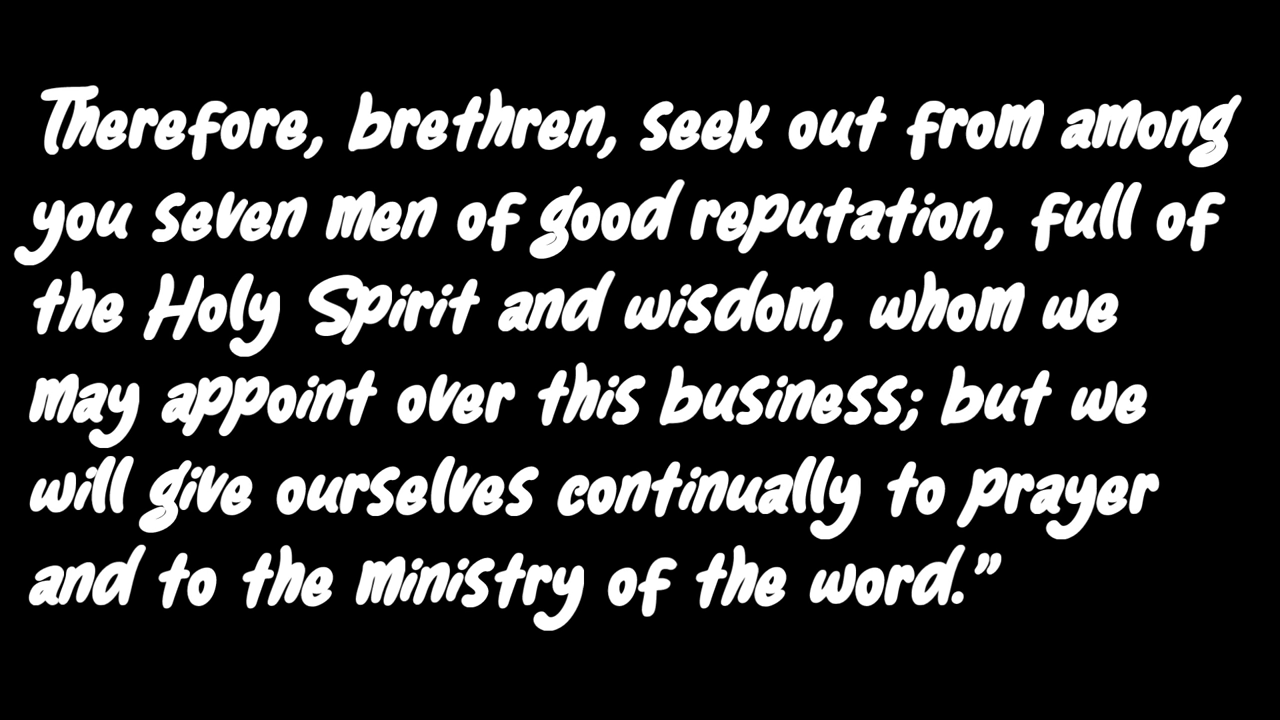 Therefore, brethren, seek out from among
you seven men of good reputation, full of
the Holy Spirit and wisdom, whom we
may appoint over this business; but we
will give ourselves continually to prayer
and to the ministry of the word.”